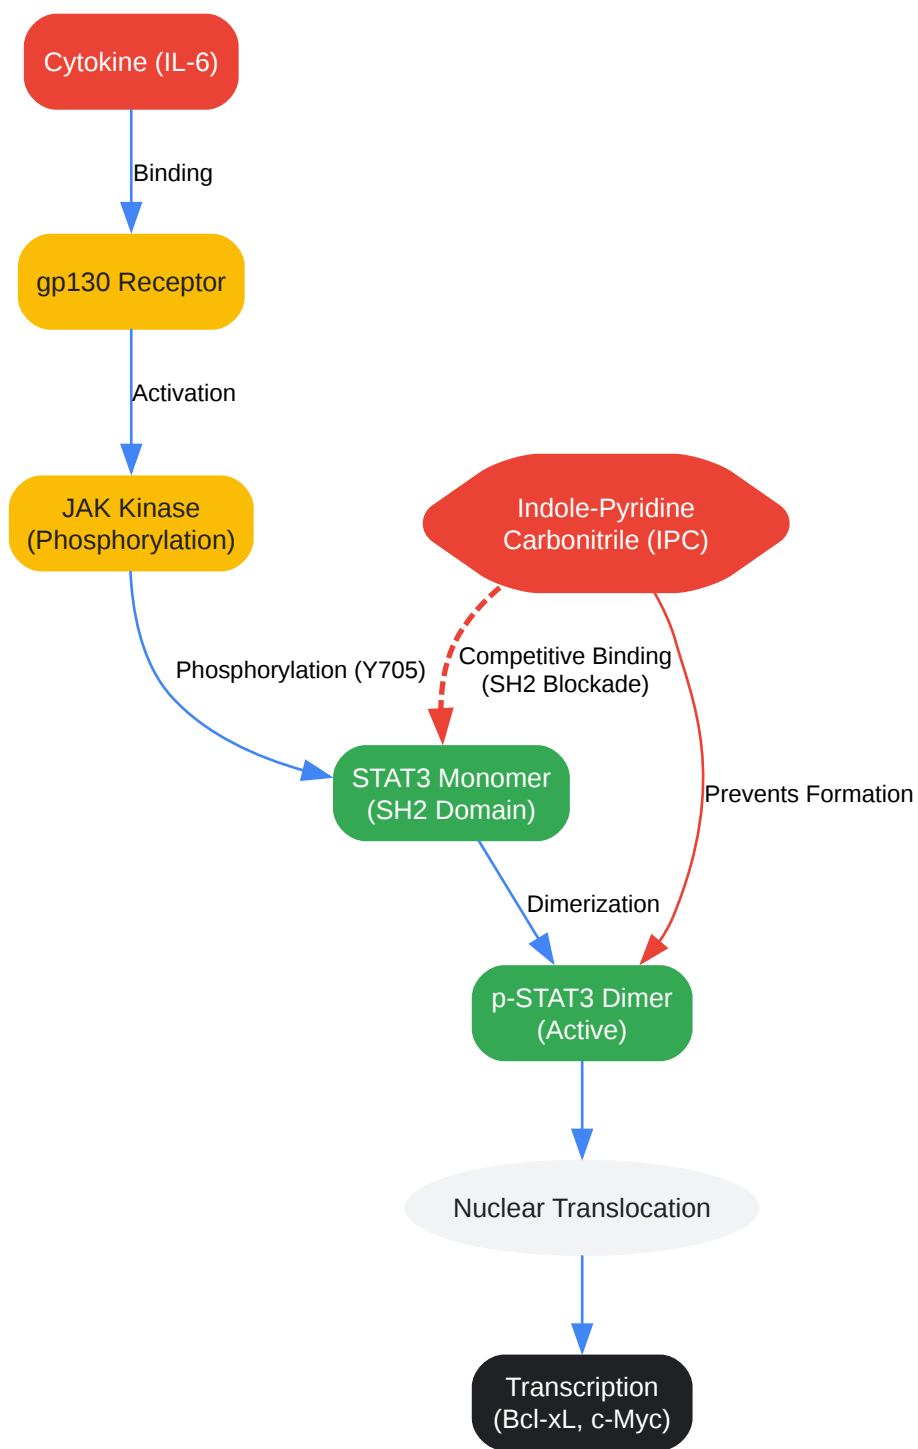 Cytokine (IL-6)
Binding
gp130 Receptor
Activation
JAK Kinase
(Phosphorylation)
Indole-Pyridine
Carbonitrile (IPC)
Phosphorylation (Y705)
Competitive Binding
(SH2 Blockade)
STAT3 Monomer
(SH2 Domain)
Prevents Formation
Dimerization
p-STAT3 Dimer
(Active)
Nuclear Translocation
Transcription
(Bcl-xL, c-Myc)